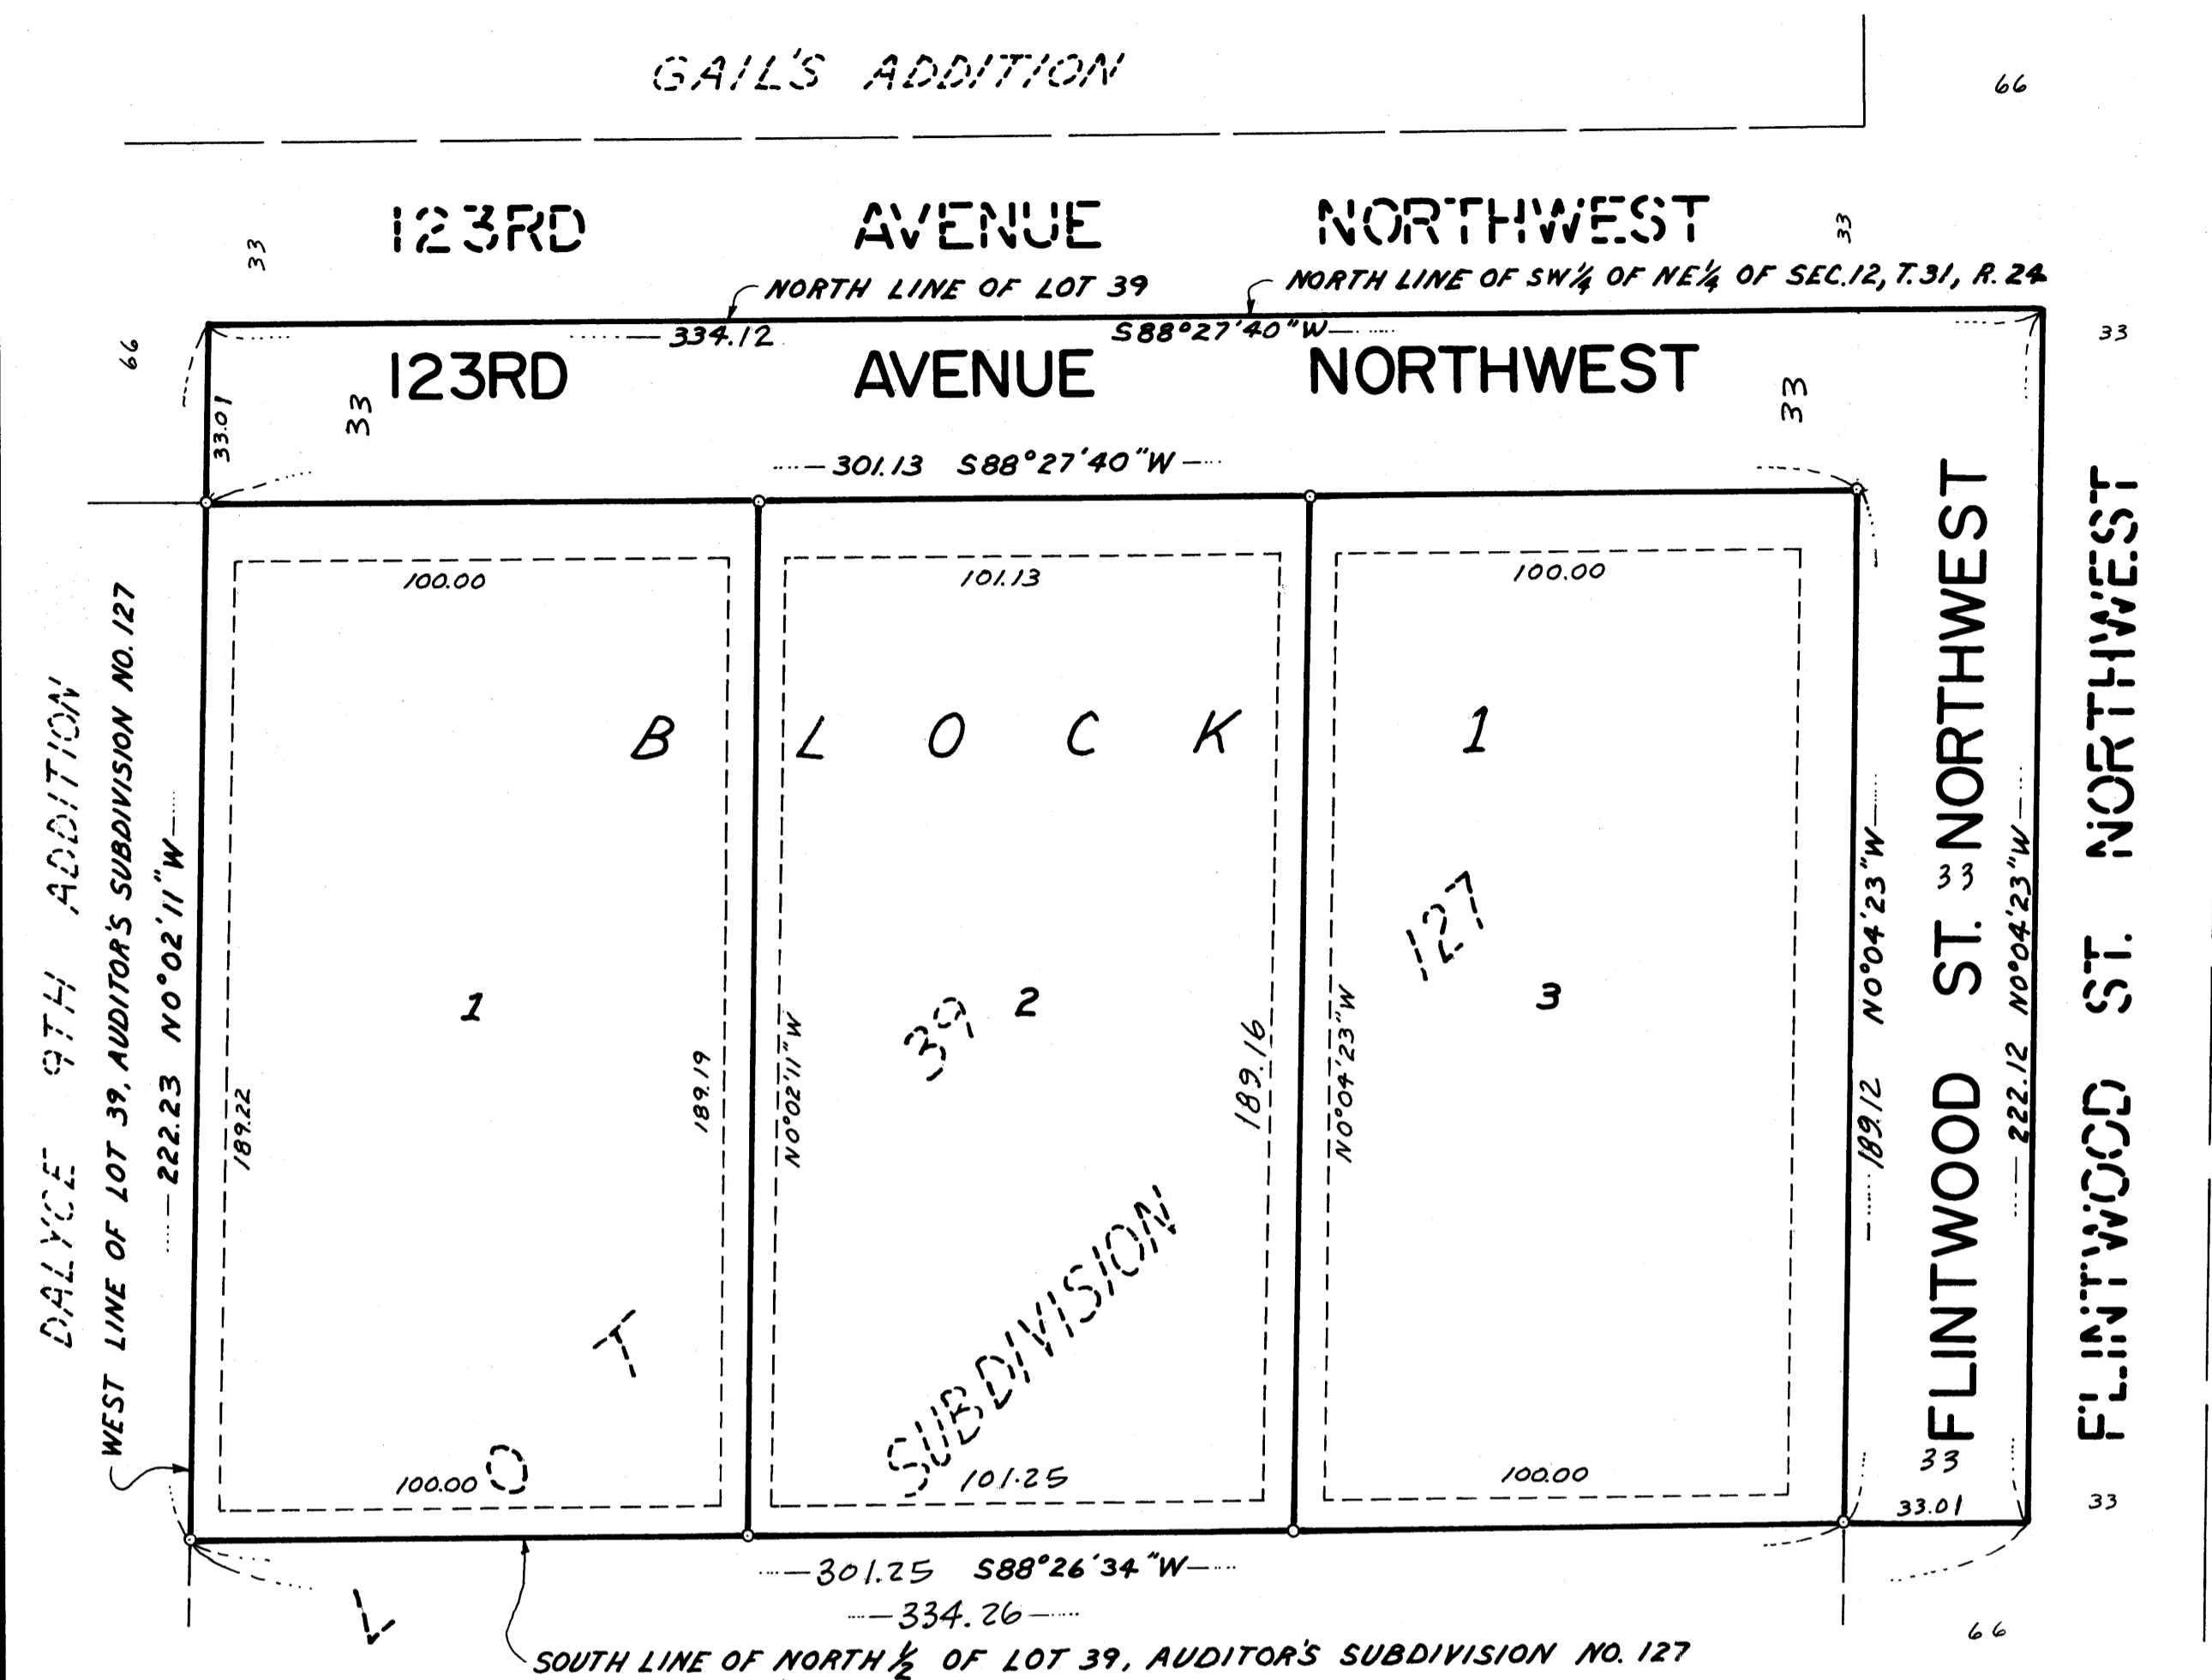 GAIL'S ADDITION
66
33 123RD AVENUE NORTHWEST 33
NORTH LINE OF LOT 39
NORTH LINE OF SW¼ OF NE¼ OF SEC.12, T.31, R.24
334.12 S88°27'40"W
66
33
33.01
33 123RD AVENUE NORTHWEST 33
301.13 S88°27'40"W
100.00
101.13
100.00
BLOCK 1
DALYCE 9TH ADDITION
WEST LINE OF LOT 39, AUDITOR'S SUBDIVISION NO. 127
222.23 N0°02'11"W
189.22
1
189.19
N0°02'11"W
39
2
189.16
N0°04'23"W
127
3
189.12 N0°04'23"W
FLINTWOOD ST. NORTHWEST
33
222.12 N0°04'23"W
FLINTWOOD ST. NORTHWEST
SUBDIVISION
LOT
100.00
101.25
100.00
33
33.01
33
301.25 S88°26'34"W
334.26
66
SOUTH LINE OF NORTH ½ OF LOT 39, AUDITOR'S SUBDIVISION NO. 127